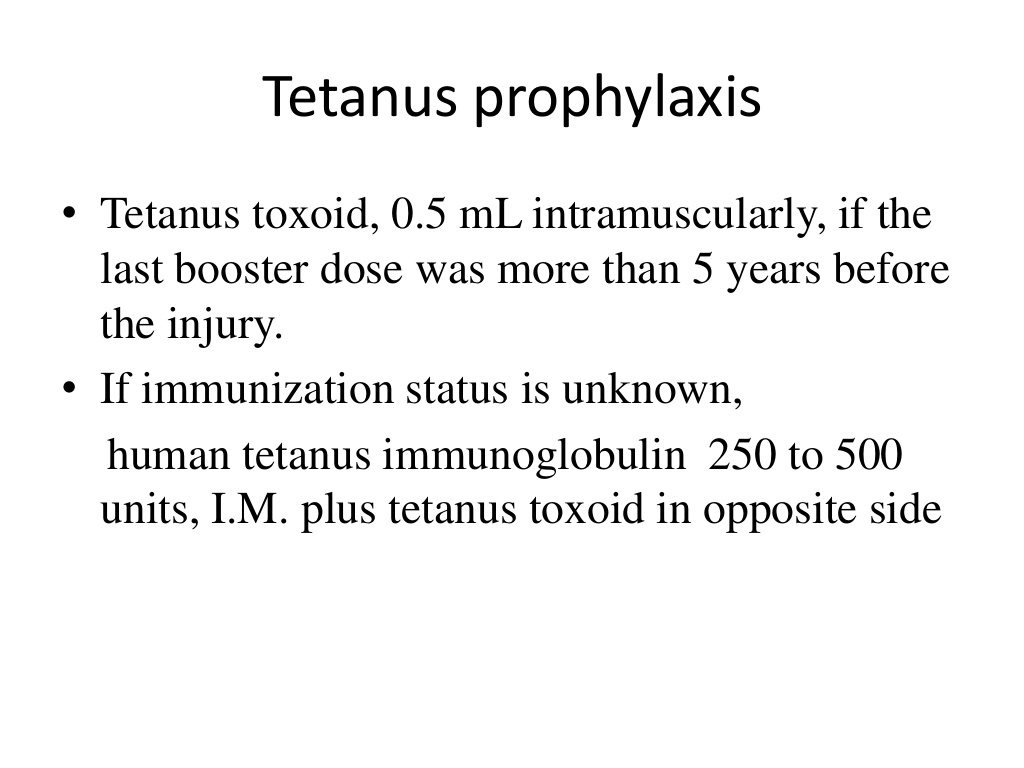 Tetanus prophylaxis
• Tetanus toxoid, 0.5 mL intramuscularly, if the
last booster dose was more than 5 years before
the injury.
• If immunization status is unknown,
human tetanus immunoglobulin  250 to 500
units, I.M. plus tetanus toxoid in opposite side